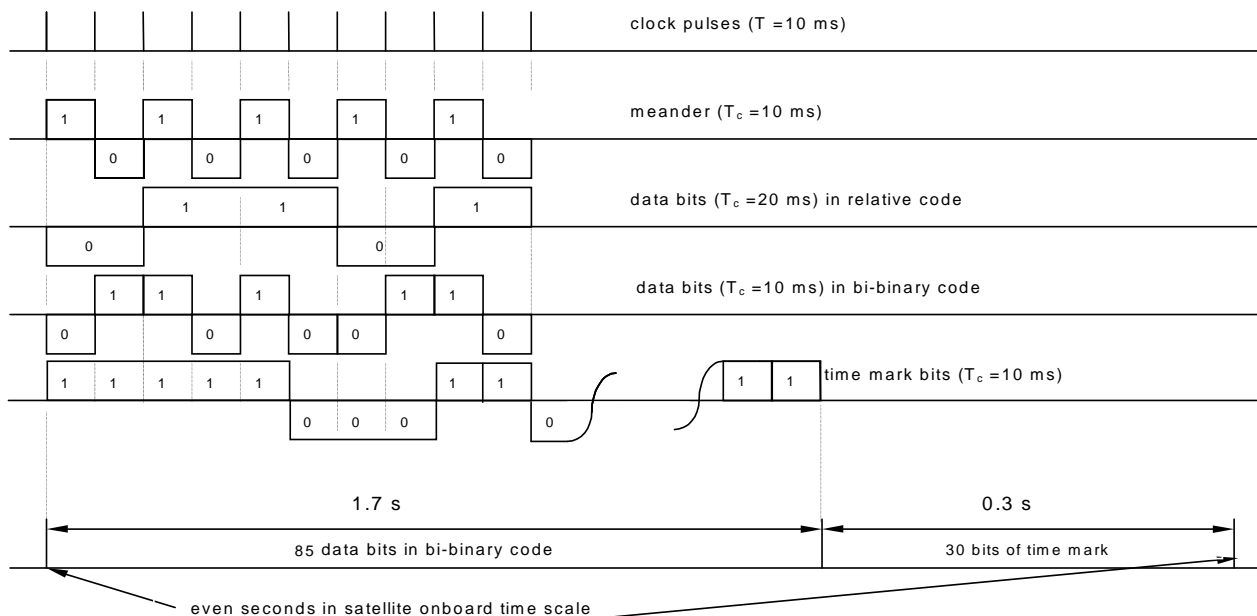 clock pulses (T =10 ms)
meander (Tc =10 ms)
1 1 1 1 1
0 0 0 0 0
data bits (Tc =20 ms) in relative code
1 1 1
0 0
data bits (Tc =10 ms) in bi-binary code
1 1 1 1 1
0 0 0 0 0
time mark bits (Tc =10 ms)
1 1 1 1 1 1 1 1 1
0 0 0 0
1.7 s 0.3 s
85 data bits in bi-binary code 30 bits of time mark
even seconds in satellite onboard time scale